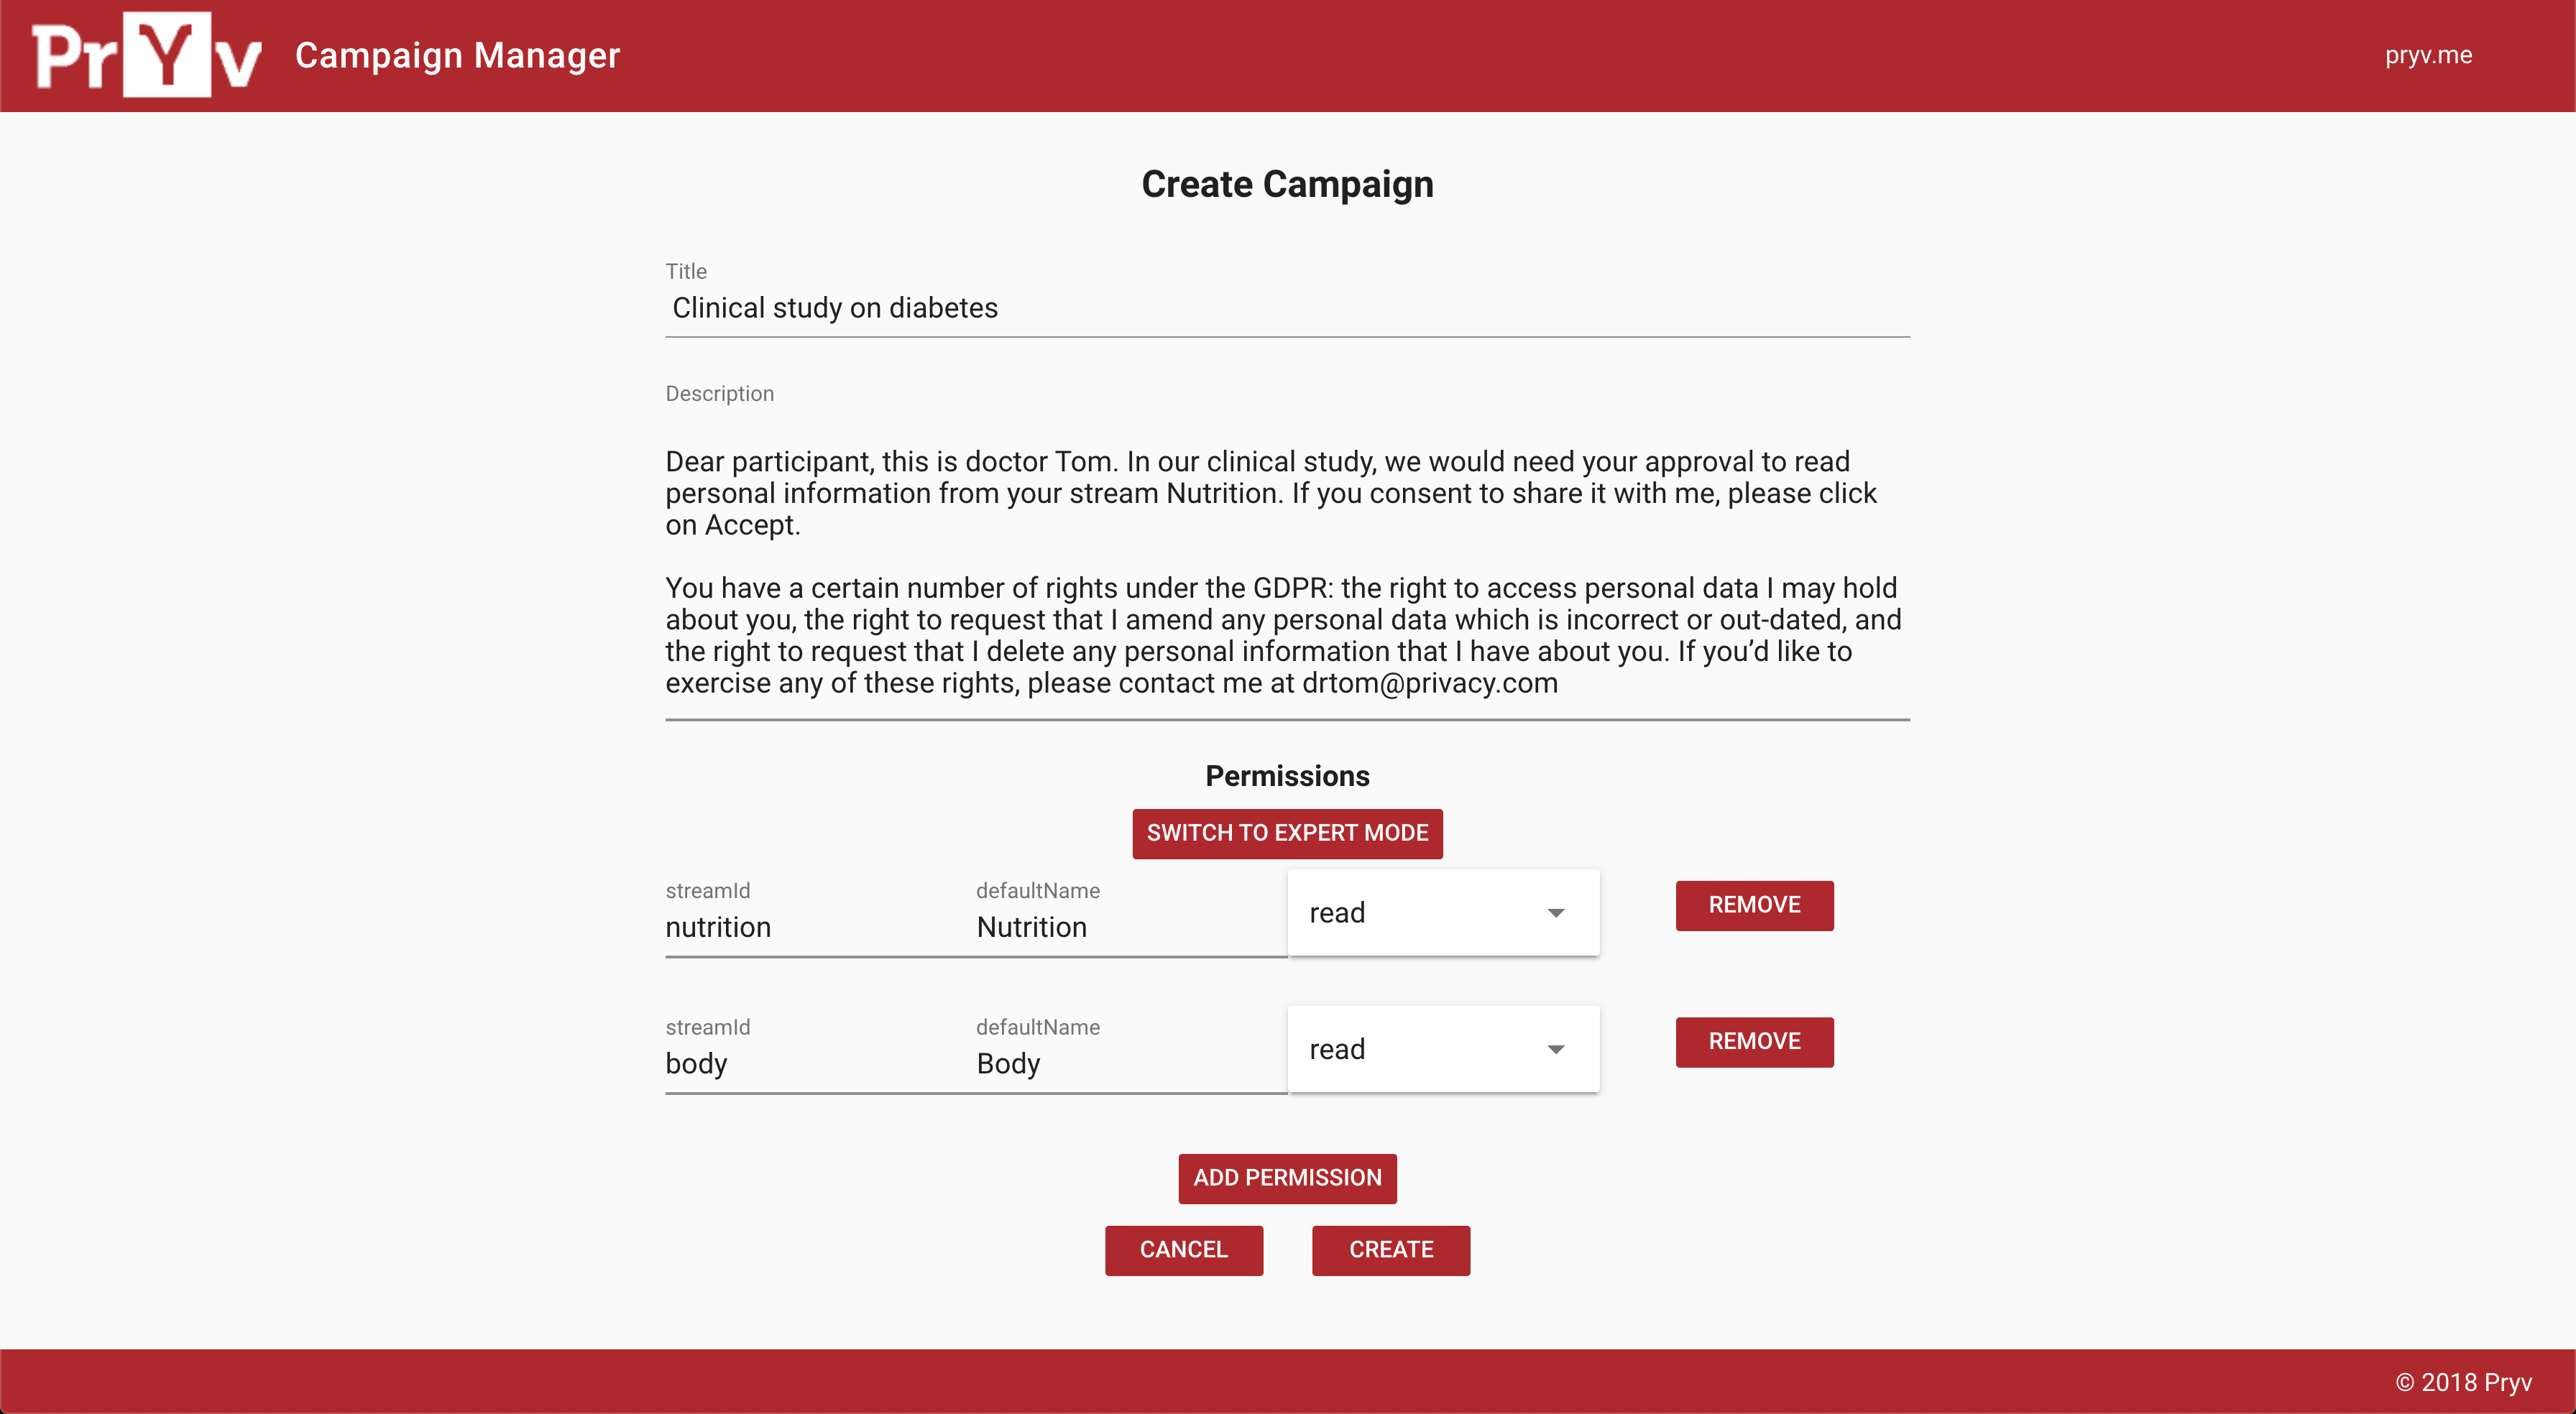 PrYv Campaign Manager pryv.me
Create Campaign
Title
Clinical study on diabetes
Description
Dear participant, this is doctor Tom. In our clinical study, we would need your approval to read
personal information from your stream Nutrition. If you consent to share it with me, please click
on Accept.
You have a certain number of rights under the GDPR: the right to access personal data I may hold
about you, the right to request that I amend any personal data which is incorrect or out-dated, and
the right to request that I delete any personal information that I have about you. If you’d like to
exercise any of these rights, please contact me at drtom@privacy.com
Permissions
SWITCH TO EXPERT MODE
streamId defaultName
nutrition Nutrition read REMOVE
streamId defaultName
body Body read REMOVE
ADD PERMISSION
CANCEL CREATE
© 2018 Pryv